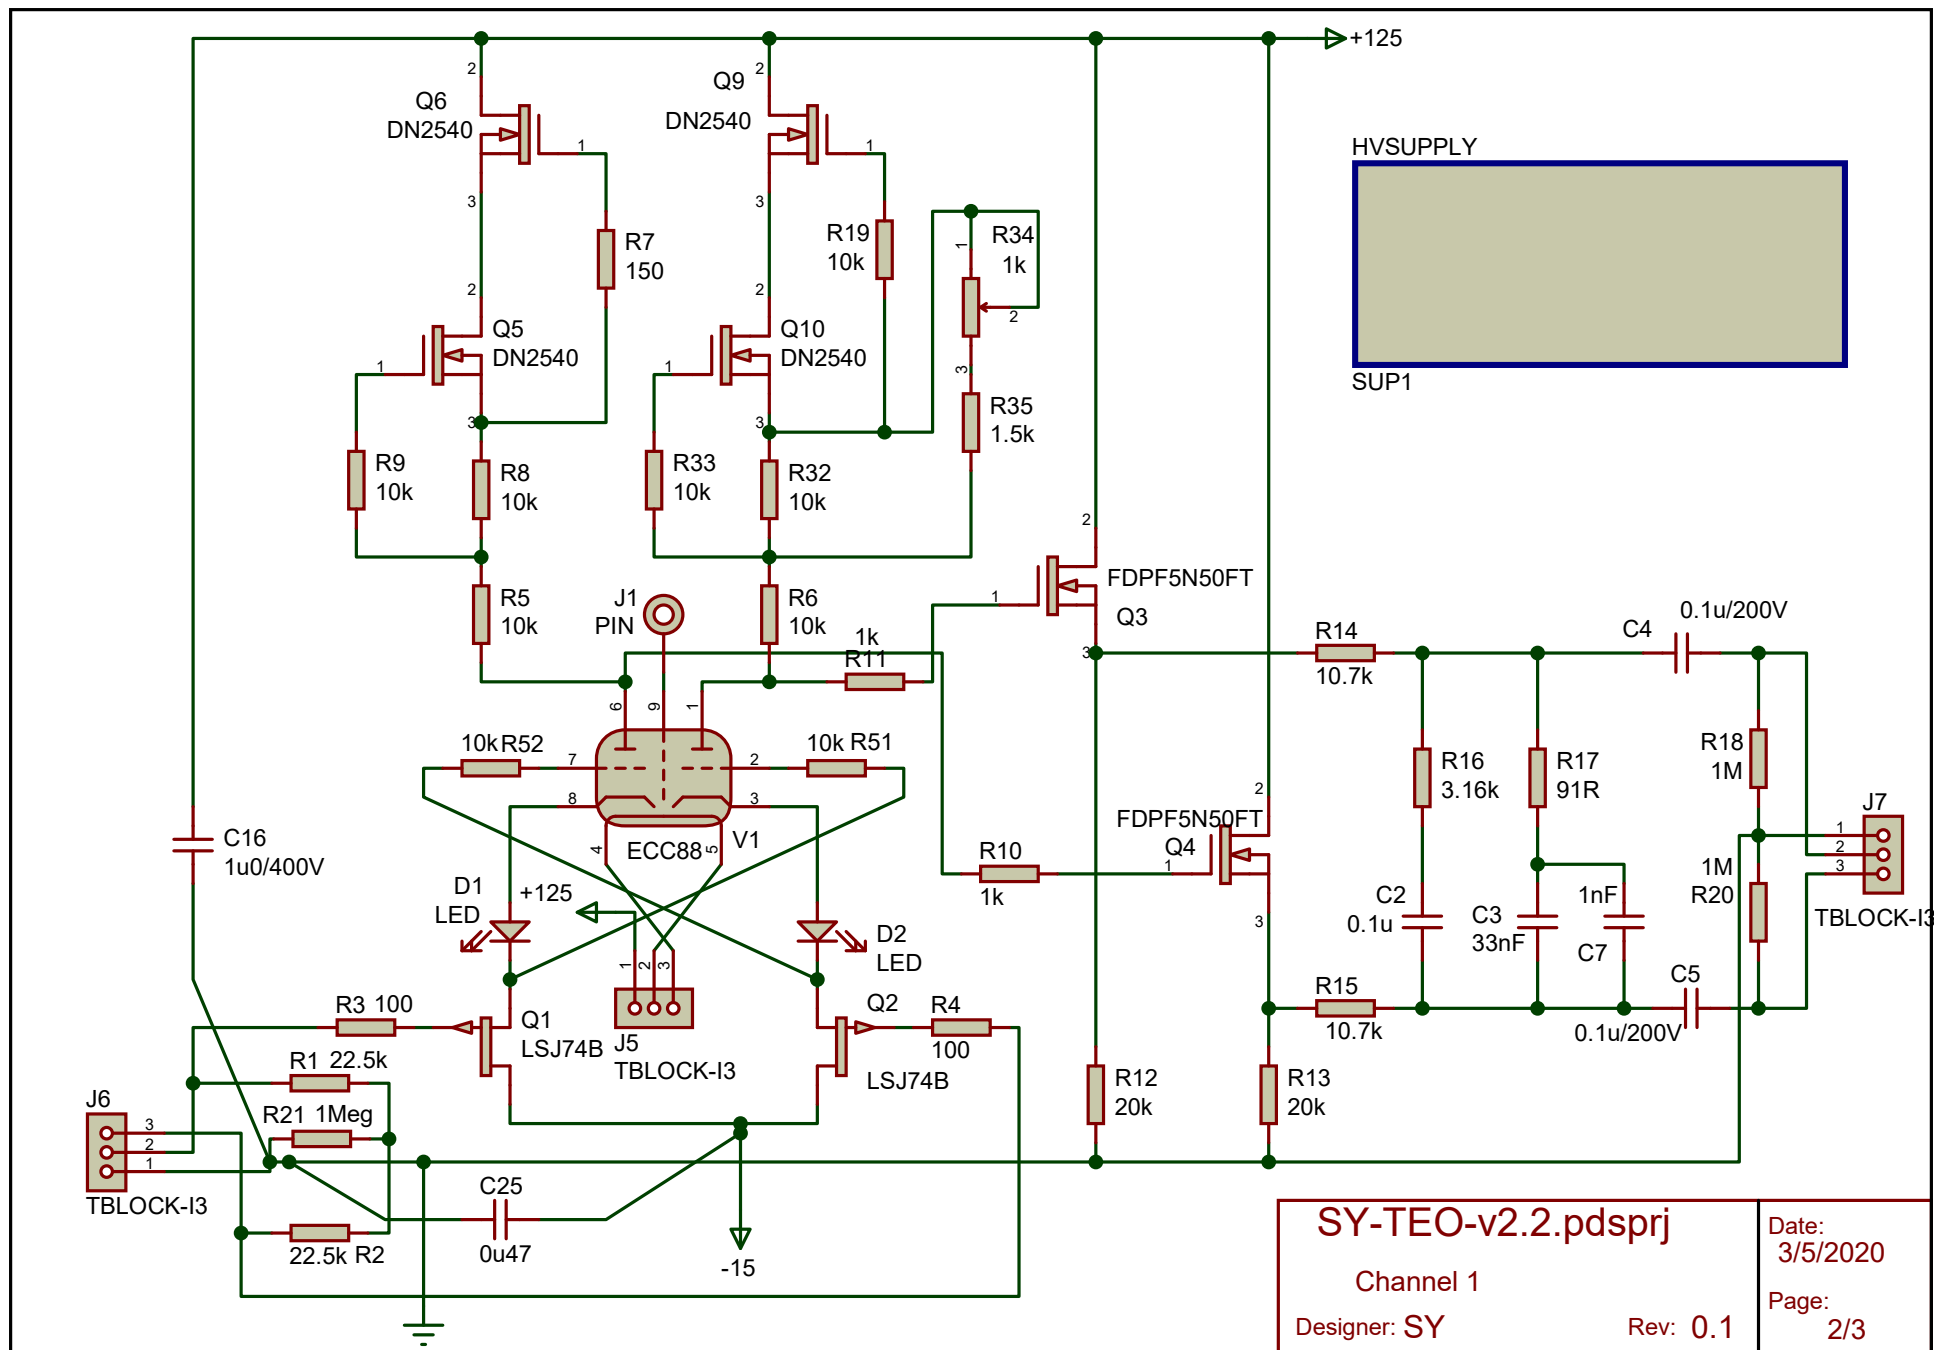 +125
2
Q6
DN2540
1
3
2
Q9
DN2540
1
3
R7
150
R19
10k
1
R34
1k
2
3
HVSUPPLY
SUP1
2
Q5
DN2540
1
3
2
Q10
DN2540
1
3
R35
1.5k
R9
10k
R8
10k
R33
10k
R32
10k
2
FDPF5N50FT
1
Q3
3
R5
10k
J1
PIN
R6
10k
1k
R11
R14
10.7k
C4
0.1u/200V
6
9
1
10k R52
7
10k R51
2
8
3
4
5
ECC88
V1
R16
3.16k
R17
91R
R18
1M
J7
1
2
3
TBLOCK-I3
2
FDPF5N50FT
Q4
1
3
R10
1k
C16
1u0/400V
D1
LED
+125
D2
LED
C2
0.1u
C3
33nF
1nF
C7
1M
R20
C5
0.1u/200V
R3 100
Q1
LSJ74B
1
2
3
J5
TBLOCK-I3
Q2
LSJ74B
R4
100
R15
10.7k
R1 22.5k
R21 1Meg
R12
20k
R13
20k
J6
3
2
1
TBLOCK-I3
22.5k R2
C25
0u47
-15
SY-TEO-v2.2.pdsprj
Channel 1
Designer: SY
Rev: 0.1
Date:
3/5/2020
Page:
2/3